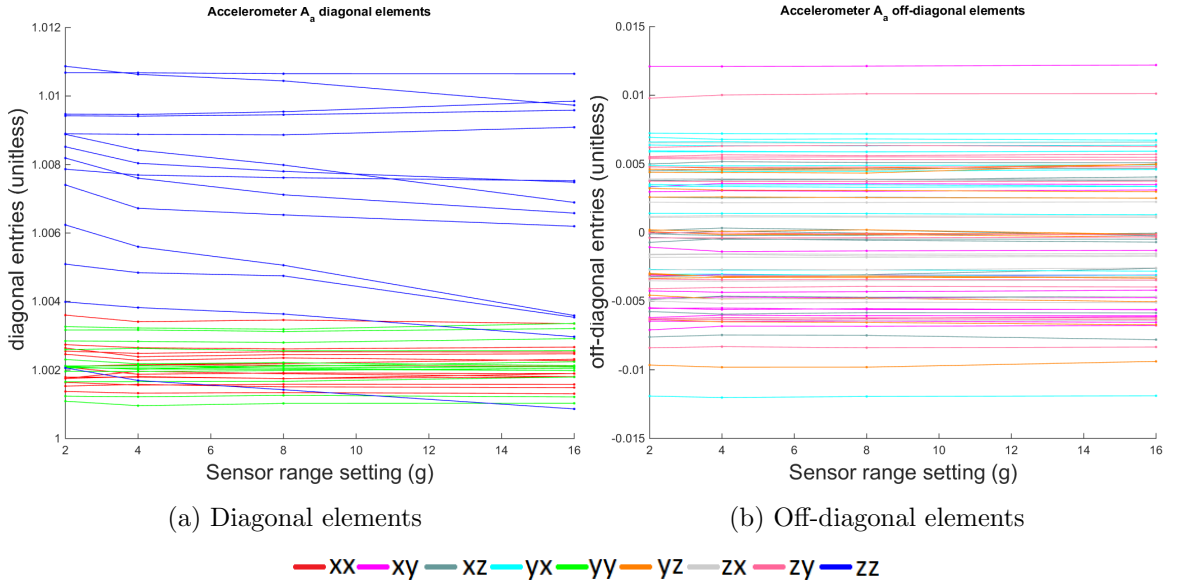 Accelerometer A_a diagonal elements
1.012
1.01
1.008
1.006
1.004
1.002
1
diagonal entries (unitless)
2 4 6 8 10 12 14 16
Sensor range setting (g)
(a) Diagonal elements
Accelerometer A_a off-diagonal elements
0.015
0.01
0.005
0
-0.005
-0.01
-0.015
off-diagonal entries (unitless)
2 4 6 8 10 12 14 16
Sensor range setting (g)
(b) Off-diagonal elements
xx xy xz yx yy yz zx zy zz